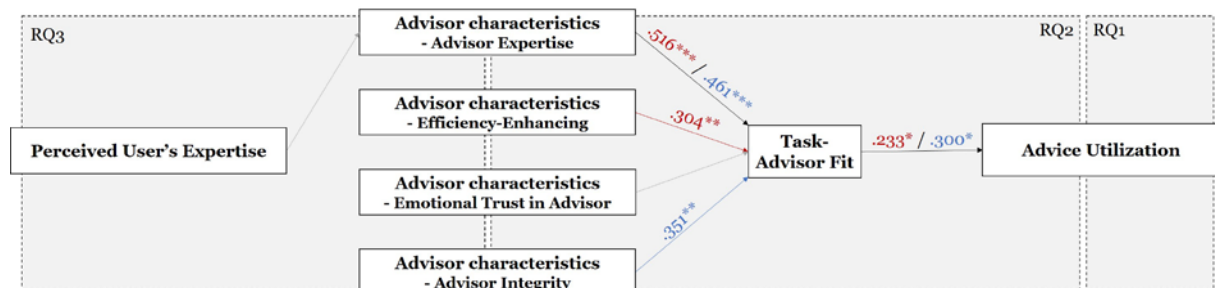 RQ3
Advisor characteristics
- Advisor Expertise
RQ2
RQ1
.516*** / .461***
Advisor characteristics
- Efficiency-Enhancing
.304**
Perceived User's Expertise
Task-
Advisor Fit
.233* / .300*
Advice Utilization
Advisor characteristics
- Emotional Trust in Advisor
.351**
Advisor characteristics
- Advisor Integrity